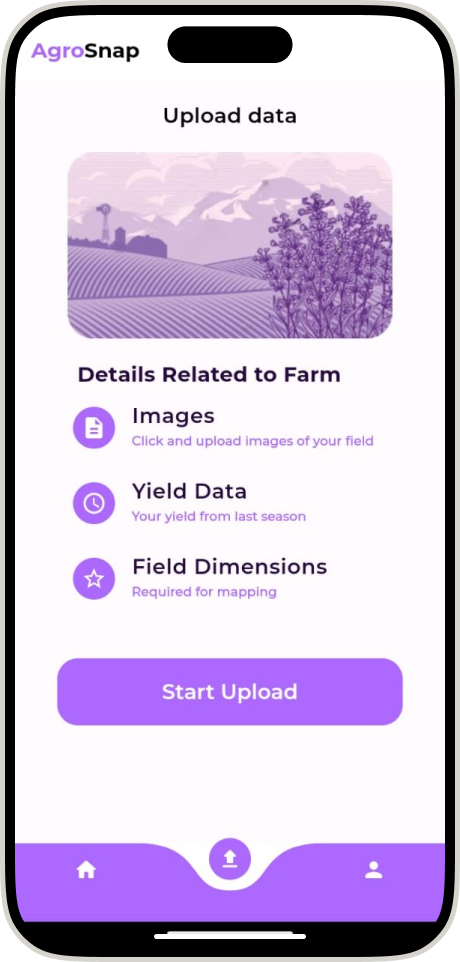 AgroSnap
Upload data
Details Related to Farm
Images
Click and upload images of your field
Yield Data
Your yield from last season
Field Dimensions
Required for mapping
Start Upload